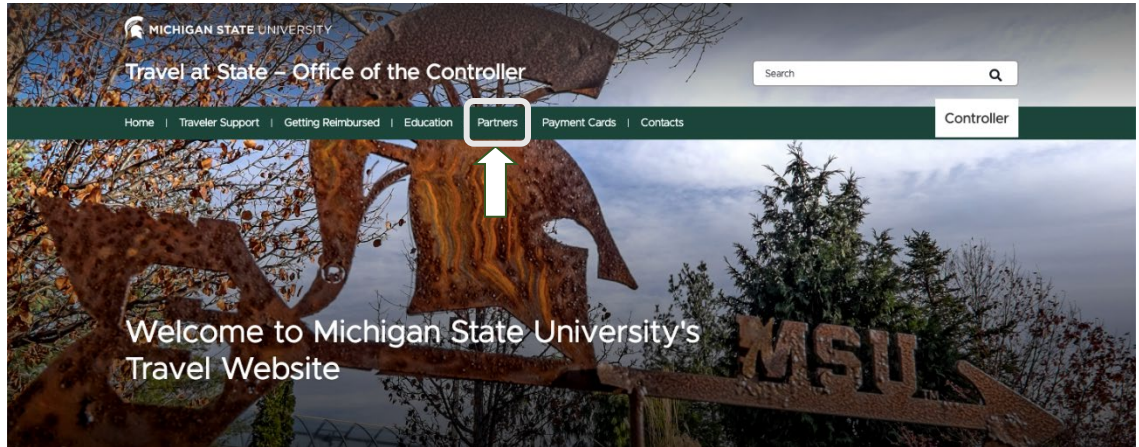 MICHIGAN STATE UNIVERSITY
Travel at State – Office of the Controller
Search
Home | Traveler Support | Getting Reimbursed | Education Partners Payment Cards | Contacts
Controller
Welcome to Michigan State University's
Travel Website
MSU
TM